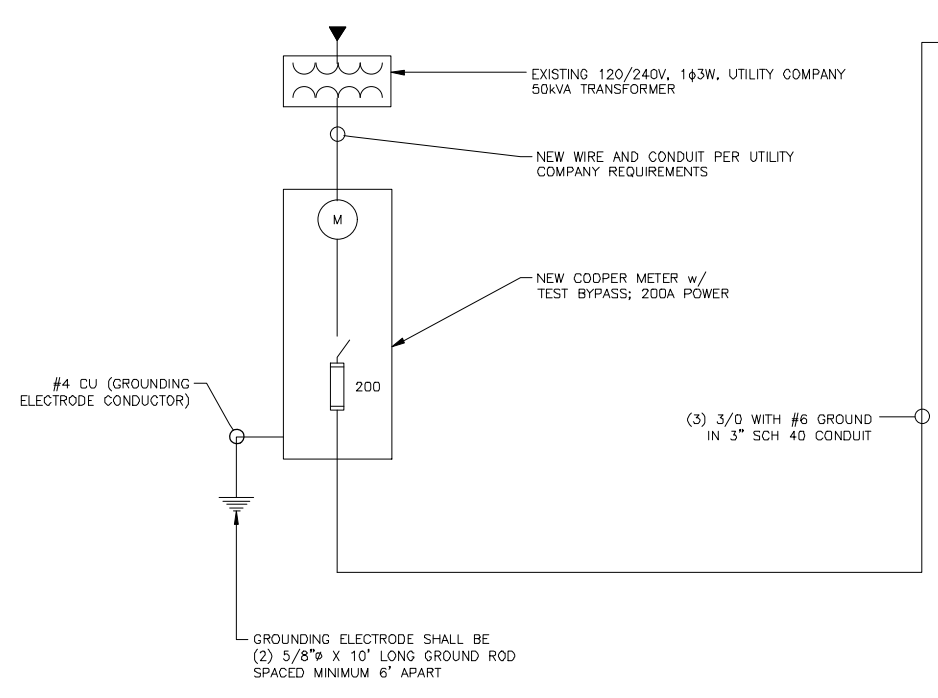 EXISTING 120/240V, 1ϕ3W, UTILITY COMPANY
50kVA TRANSFORMER
NEW WIRE AND CONDUIT PER UTILITY
COMPANY REQUIREMENTS
M
NEW COOPER METER w/
TEST BYPASS; 200A POWER
200
#4 CU (GROUNDING
ELECTRODE CONDUCTOR)
(3) 3/0 WITH #6 GROUND
IN 3" SCH 40 CONDUIT
GROUNDING ELECTRODE SHALL BE
(2) 5/8"ø X 10' LONG GROUND ROD
SPACED MINIMUM 6' APART